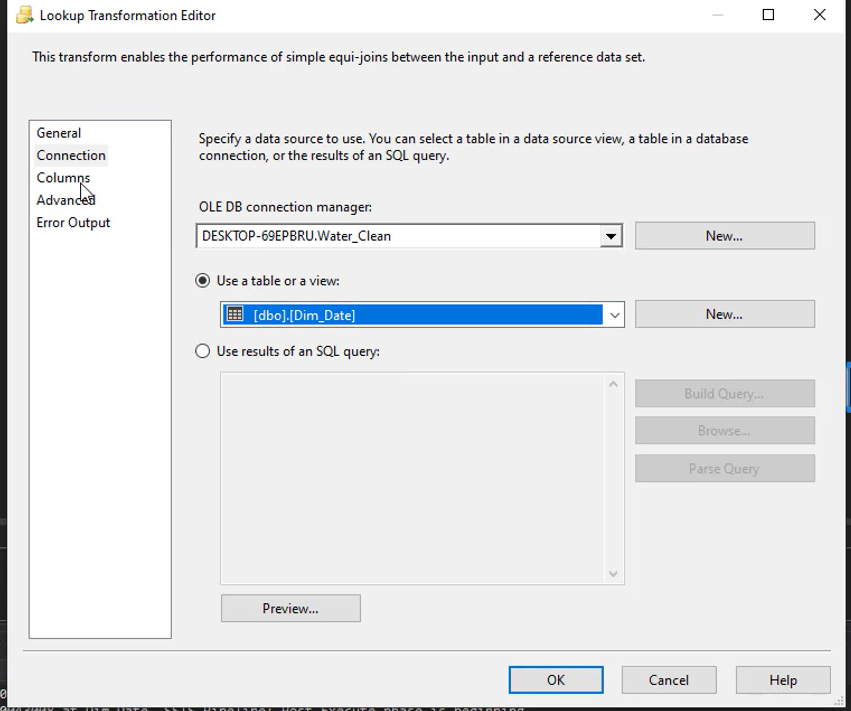 Lookup Transformation Editor
This transform enables the performance of simple equi-joins between the input and a reference data set.
General
Connection
Columns
Advanced
Error Output
Specify a data source to use. You can select a table in a data source view, a table in a database
connection, or the results of an SQL query.
OLE DB connection manager:
DESKTOP-69EPBRU.Water_Clean
New...
Use a table or a view:
[dbo].[Dim_Date]
New...
Use results of an SQL query:
Build Query...
Browse...
Parse Query
Preview...
OK
Cancel
Help